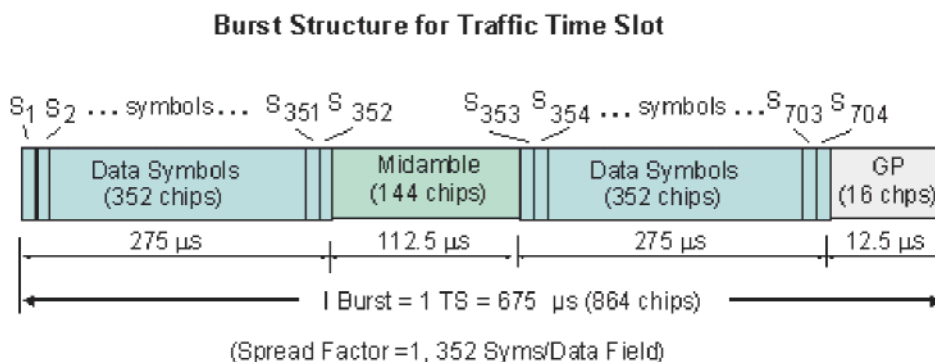 Burst Structure for Traffic Time Slot
S1 S2 ... symbols... S351 S352 S353 S354 ... symbols ...S703 S704
Data Symbols Midamble Data Symbols GP
(352 chips) (144 chips) (352 chips) (16 chps)
275 µs 112.5 µs 275 µs 12.5 µs
I Burst = 1 TS = 675 µs (864 chips)
(Spread Factor =1, 352 Syms/Data Field)